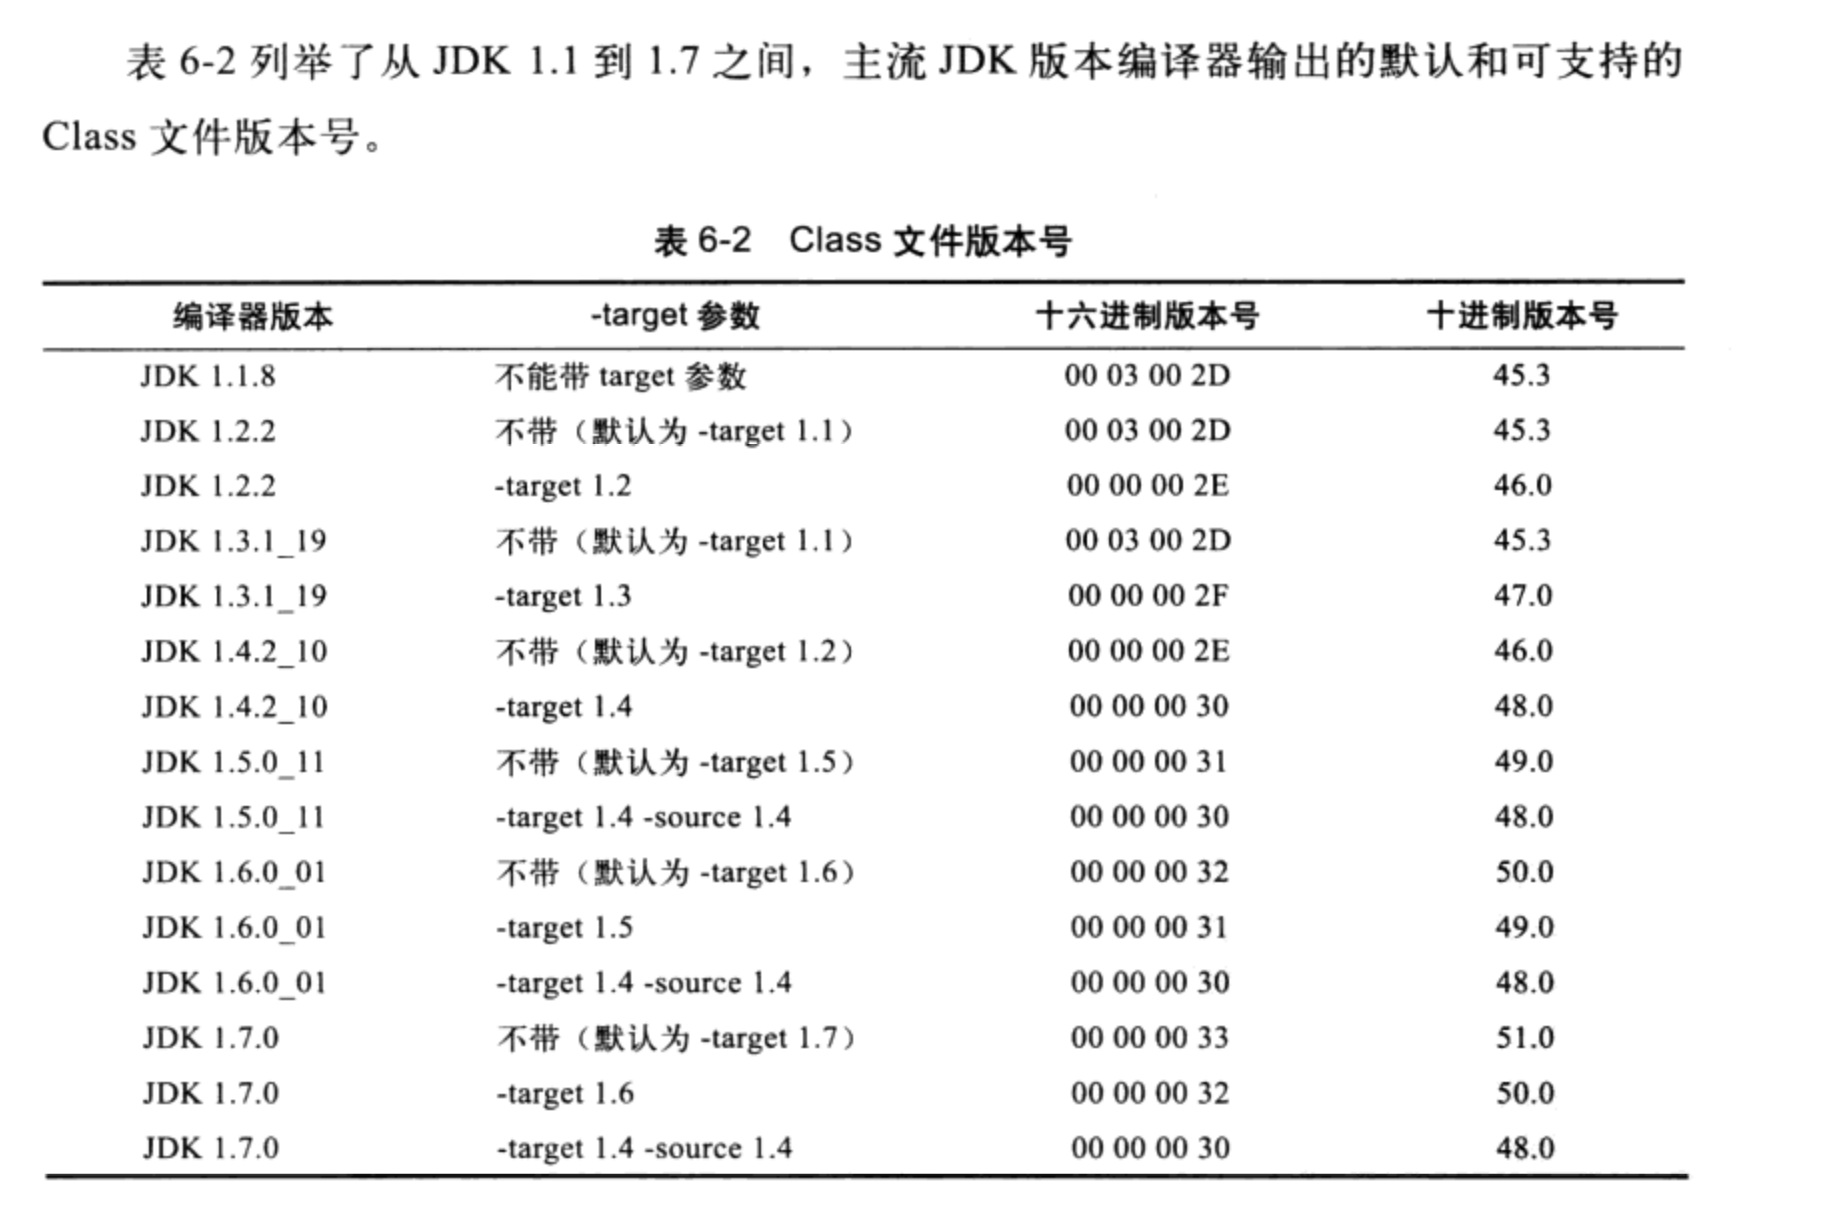 表 6-2 列举了从 JDK 1.1 到 1.7 之间，主流 JDK 版本编译器输出的默认和可支持的
Class 文件版本号。
表 6-2 Class 文件版本号
编译器版本 -target 参数 十六进制版本号 十进制版本号
JDK 1.1.8 不能带 target 参数 00 03 00 2D 45.3
JDK 1.2.2 不带（默认为 -target 1.1） 00 03 00 2D 45.3
JDK 1.2.2 -target 1.2 00 00 00 2E 46.0
JDK 1.3.1_19 不带（默认为 -target 1.1） 00 03 00 2D 45.3
JDK 1.3.1_19 -target 1.3 00 00 00 2F 47.0
JDK 1.4.2_10 不带（默认为 -target 1.2） 00 00 00 2E 46.0
JDK 1.4.2_10 -target 1.4 00 00 00 30 48.0
JDK 1.5.0_11 不带（默认为 -target 1.5） 00 00 00 31 49.0
JDK 1.5.0_11 -target 1.4 -source 1.4 00 00 00 30 48.0
JDK 1.6.0_01 不带（默认为 -target 1.6） 00 00 00 32 50.0
JDK 1.6.0_01 -target 1.5 00 00 00 31 49.0
JDK 1.6.0_01 -target 1.4 -source 1.4 00 00 00 30 48.0
JDK 1.7.0 不带（默认为 -target 1.7） 00 00 00 33 51.0
JDK 1.7.0 -target 1.6 00 00 00 32 50.0
JDK 1.7.0 -target 1.4 -source 1.4 00 00 00 30 48.0